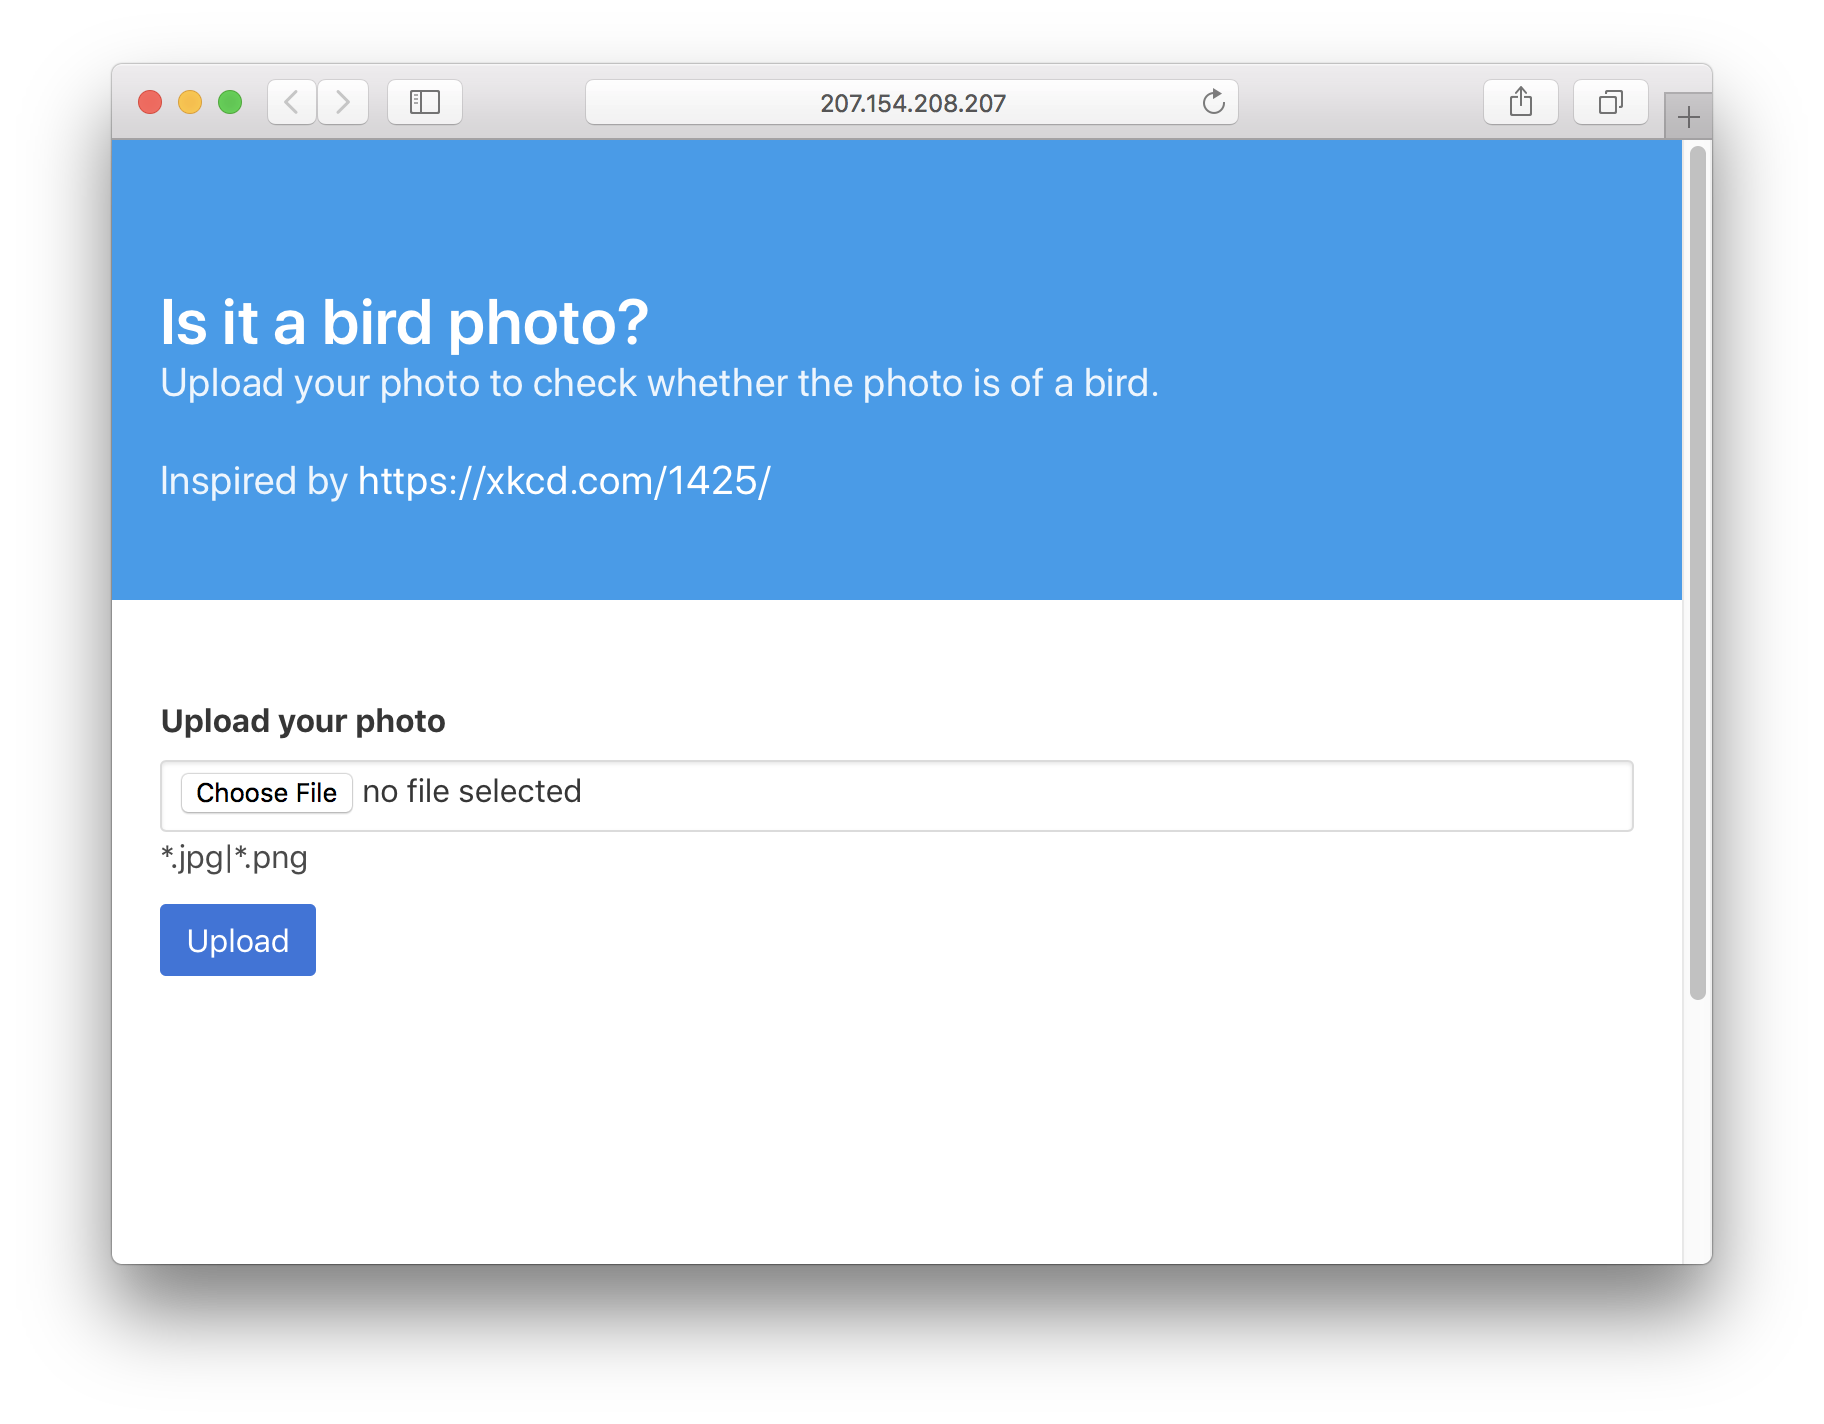 207.154.208.207
Is it a bird photo?
Upload your photo to check whether the photo is of a bird.
Inspired by https://xkcd.com/1425/
Upload your photo
Choose File no file selected
*.jpg|*.png
Upload